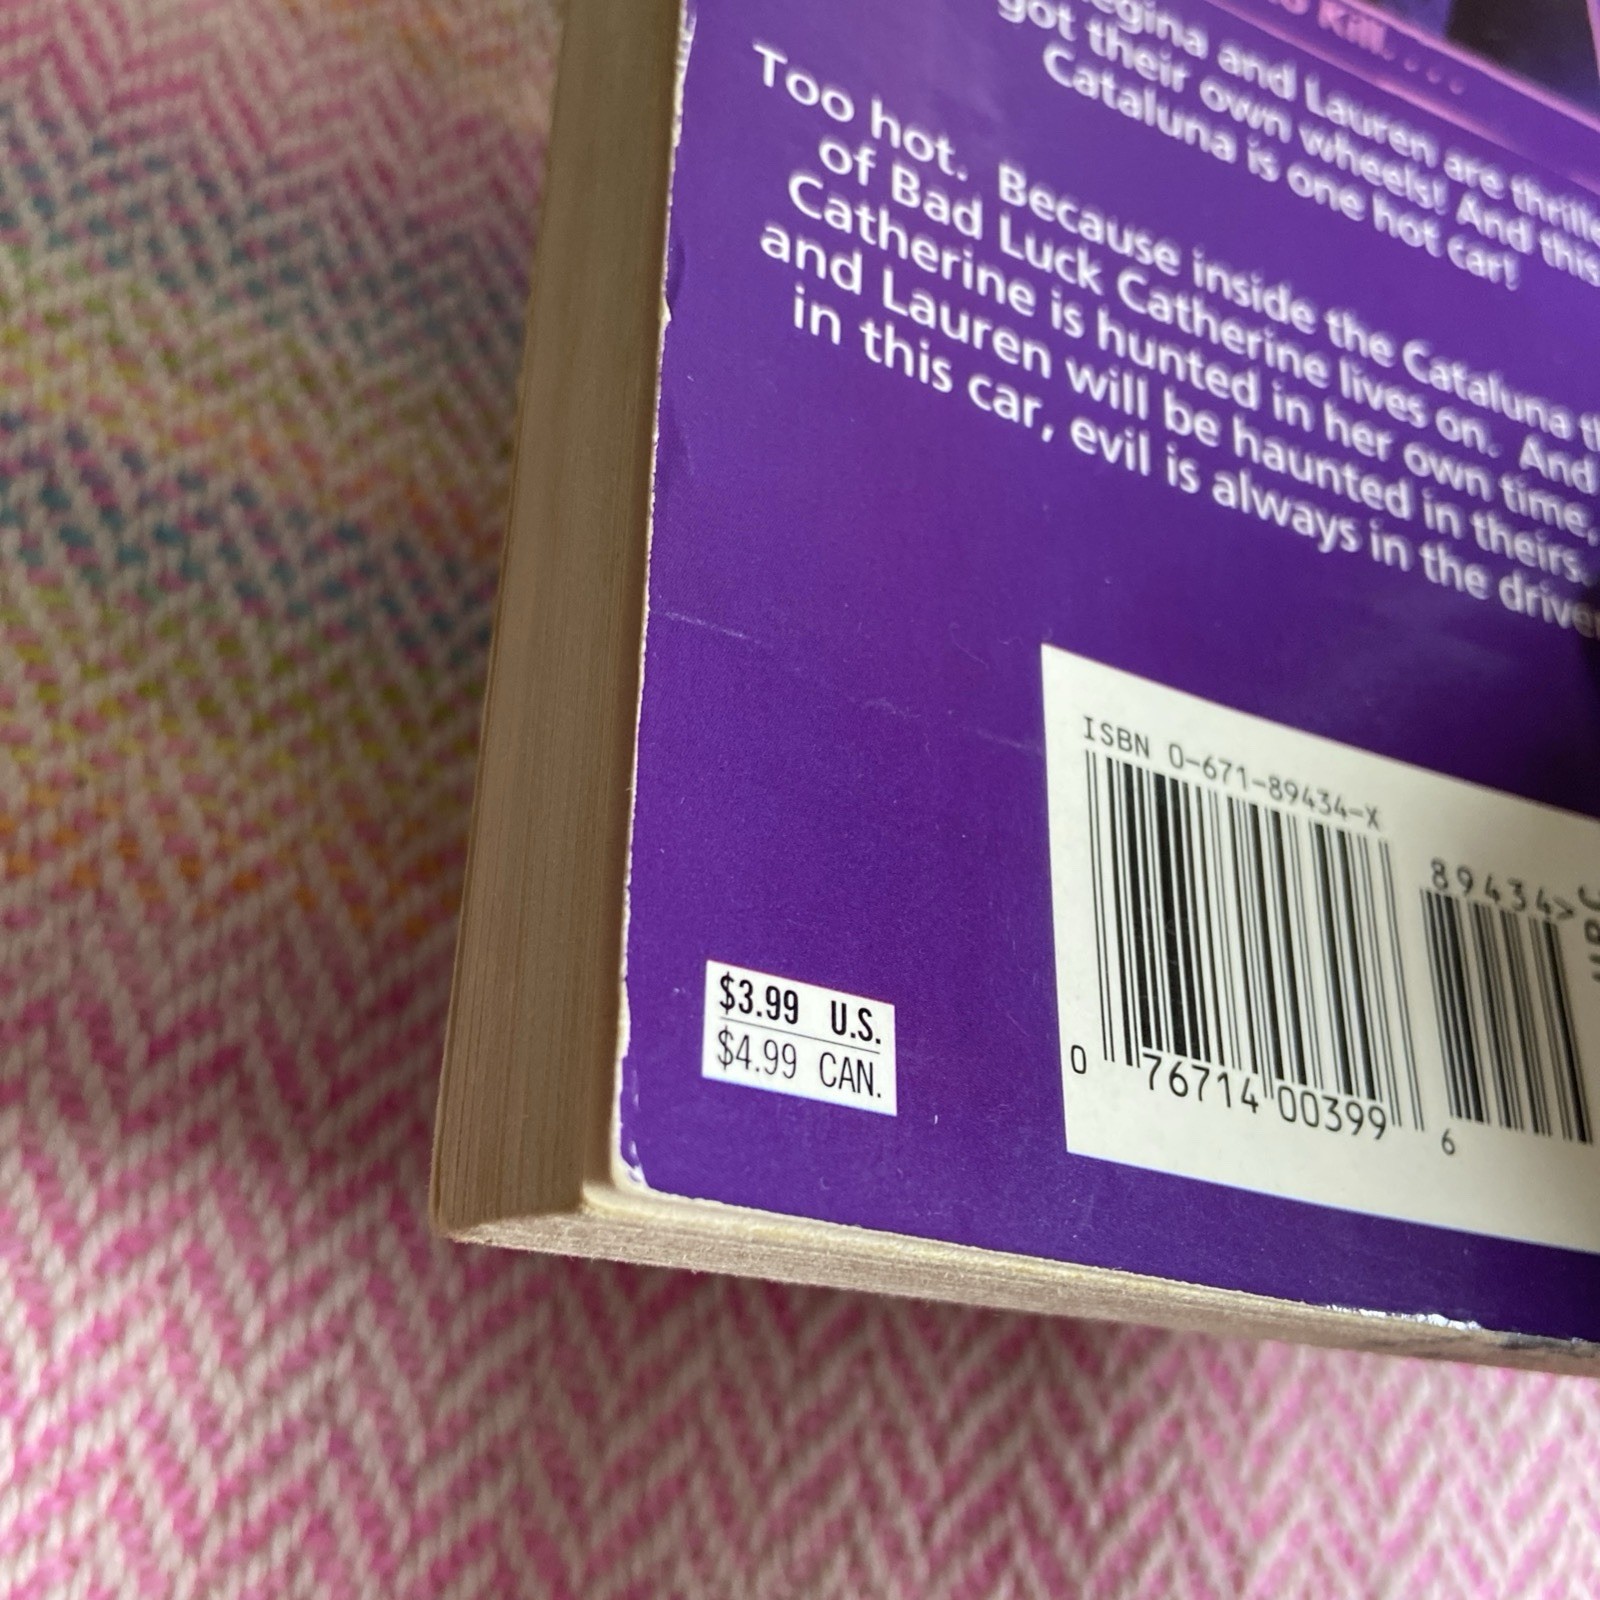 to Kill. . . .
Regina and Lauren are
got their own wheels! And this
Cataluna is one hot car!
Too hot. Because inside the Cataluna
of Bad Luck Catherine lives on. And
Catherine is hunted in her own time,
and Lauren will be haunted in theirs.
in this car, evil is always in the
ISBN 0-671-89434-X
89434>
0 76714 00399 6
$3.99 U.S.
$4.99 CAN.